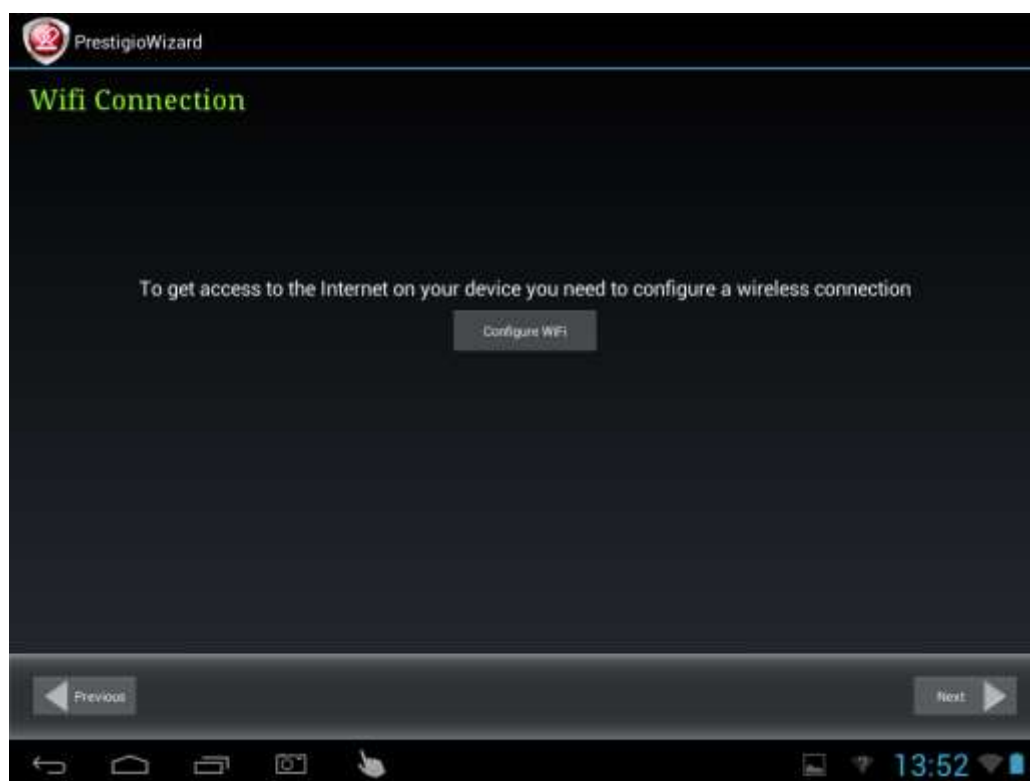 PrestigioWizard
Wifi Connection
To get access to the Internet on your device you need to configure a wireless connection
Configure WiFi
Previous
Next
13:52